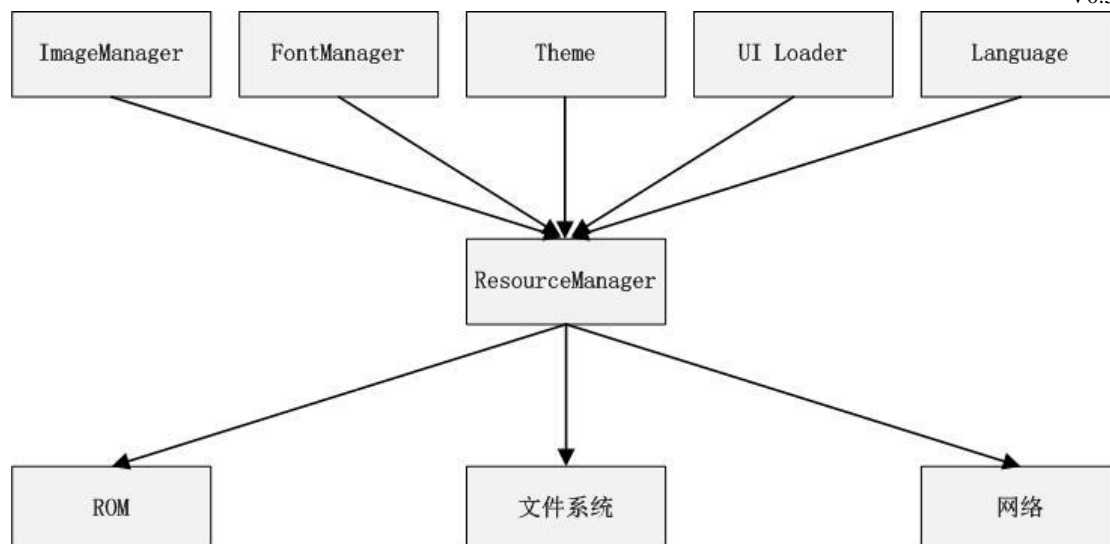 ImageManager
FontManager
Theme
UI Loader
Language
ResourceManager
ROM
文件系统
网络